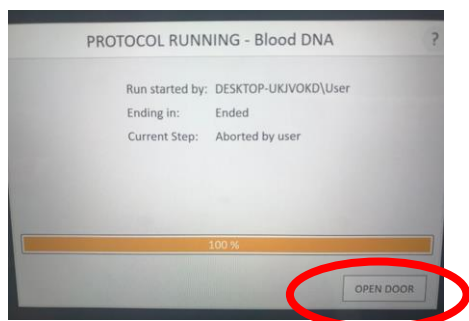 PROTOCOL RUNNING - Blood DNA ?
Run started by: DESKTOP-UKJVOKD\User
Ending in: Ended
Current Step: Aborted by user
100 %
OPEN DOOR